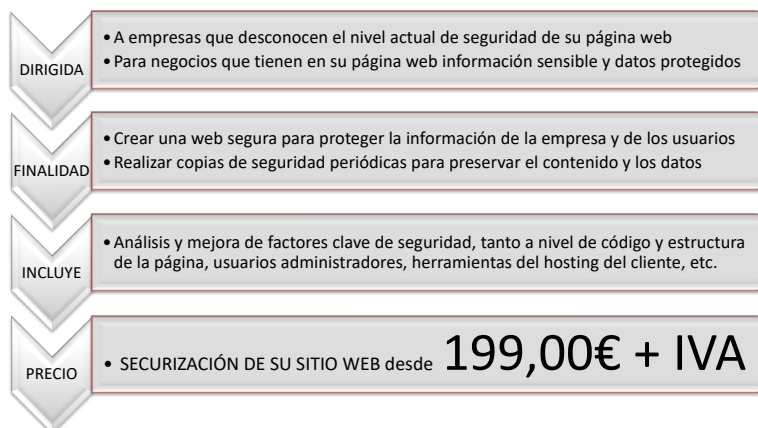 DIRIGIDA
• A empresas que desconocen el nivel actual de seguridad de su página web
• Para negocios que tienen en su página web información sensible y datos protegidos
FINALIDAD
• Crear una web segura para proteger la información de la empresa y de los usuarios
• Realizar copias de seguridad periódicas para preservar el contenido y los datos
INCLUYE
• Análisis y mejora de factores clave de seguridad, tanto a nivel de código y estructura
de la página, usuarios administradores, herramientas del hosting del cliente, etc.
PRECIO
• SECURIZACIÓN DE SU SITIO WEB desde 199,00€ + IVA